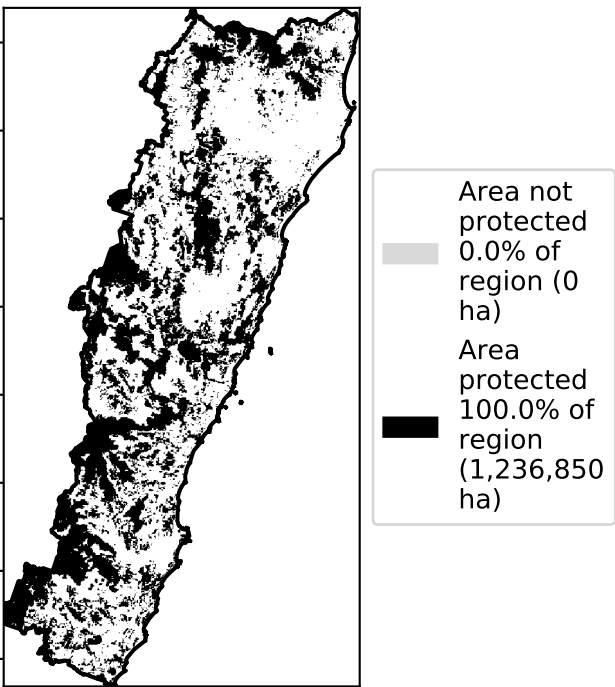 Area not
protected
0.0% of
region (0
ha)
Area
protected
100.0% of
region
(1,236,850
ha)